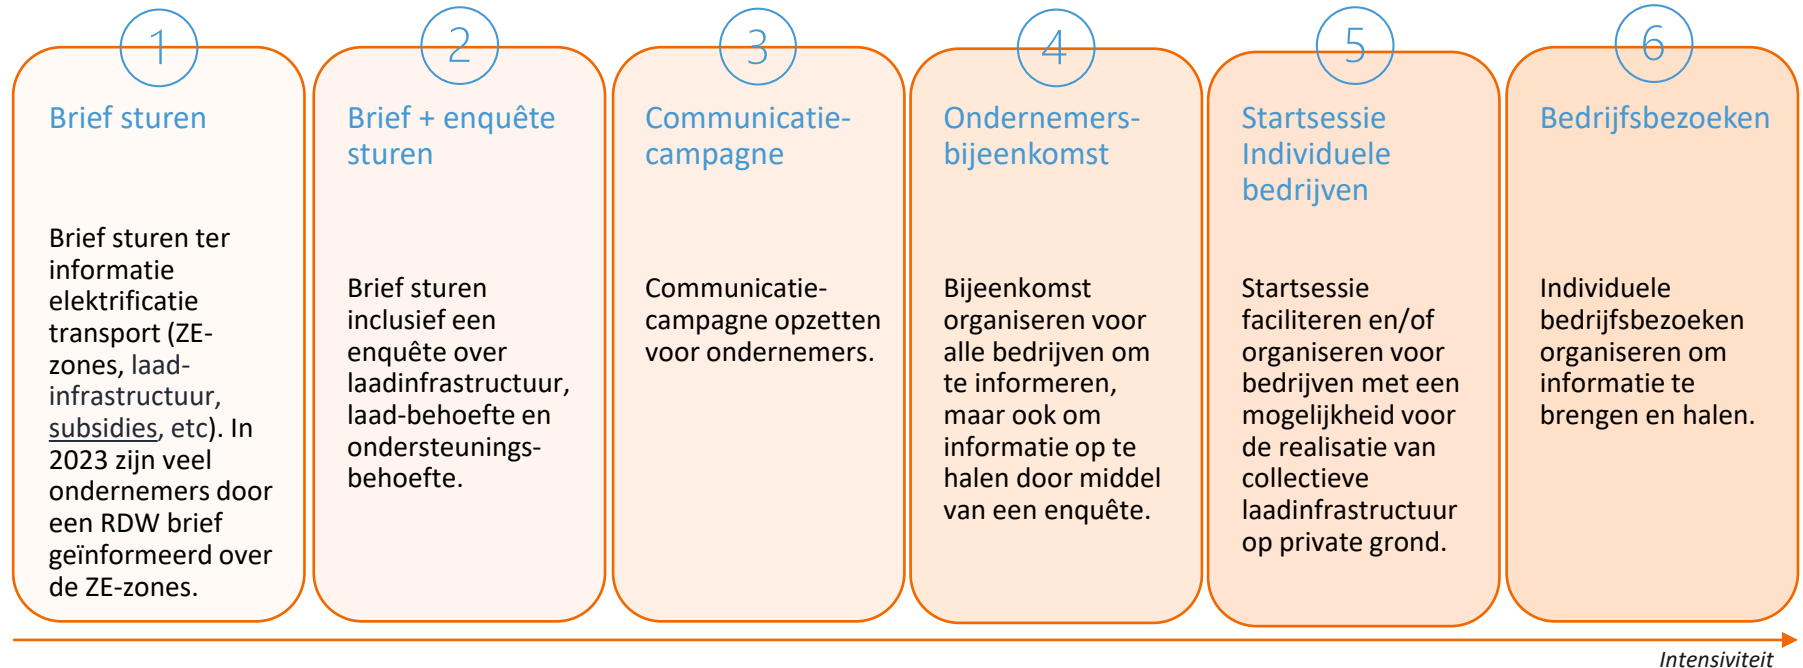 1
Brief sturen
Brief sturen ter
informatie
elektrificatie
transport (ZE-
zones, laad-
infrastructuur,
subsidies, etc). In
2023 zijn veel
ondernemers door
een RDW brief
geïnformeerd over
de ZE-zones.
2
Brief + enquête
sturen
Brief sturen
inclusief een
enquête over
laadinfrastructuur,
laad-behoefte en
ondersteunings-
behoefte.
3
Communicatie-
campagne
Communicatie-
campagne opzetten
voor ondernemers.
4
Ondernemers-
bijeenkomst
Bijeenkomst
organiseren voor
alle bedrijven om
te informeren,
maar ook om
informatie op te
halen door middel
van een enquête.
5
Startsessie
Individuele
bedrijven
Startsessie
faciliteren en/of
organiseren voor
bedrijven met een
mogelijkheid voor
de realisatie van
collectieve
laadinfrastructuur
op private grond.
6
Bedrijfsbezoeken
Individuele
bedrijfsbezoeken
organiseren om
informatie te
brengen en halen.
Intensiviteit